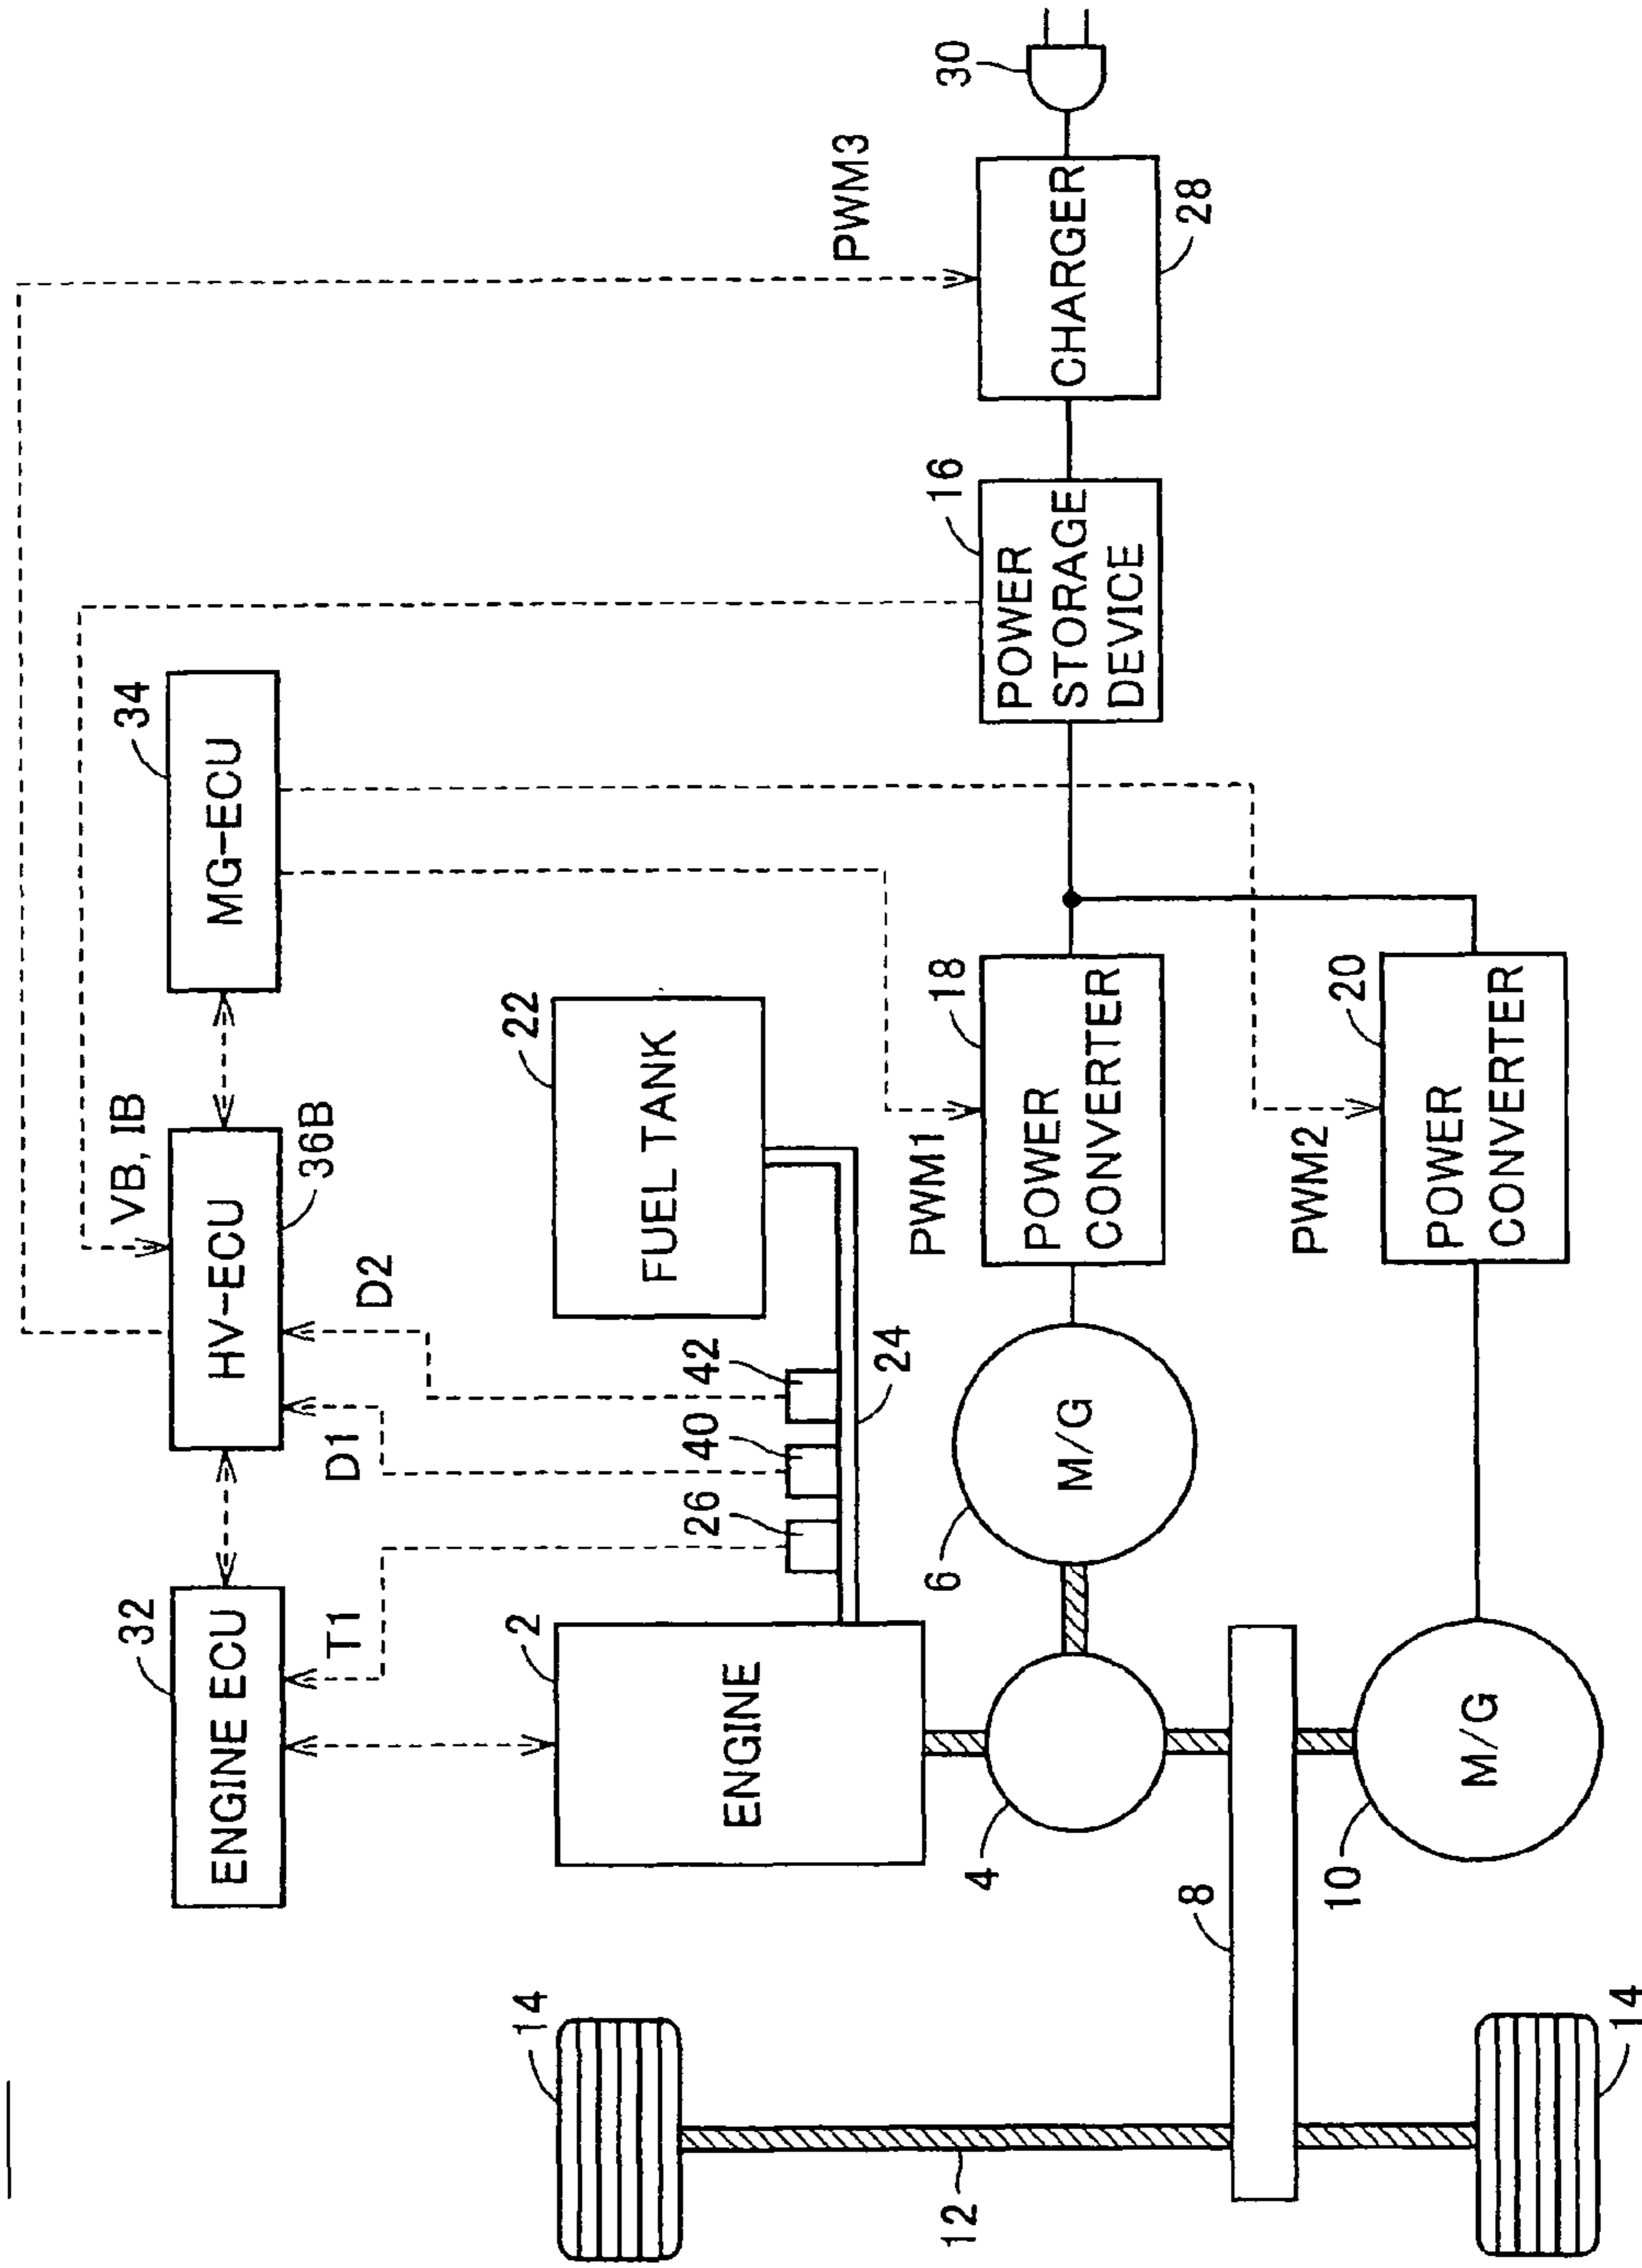 PWM3
30
CHARGER
28
16
POWER
STORAGE
DEVICE
34
MG-ECU
VB, IB
HV-ECU
36B
32
ENGINE ECU
T1
D1
D2
22
FUEL TANK
26
40
42
24
2
ENGINE
PWM1
18
POWER
CONVERTER
PWM2
20
POWER
CONVERTER
6
M/G
4
8
10
M/G
14
12
14